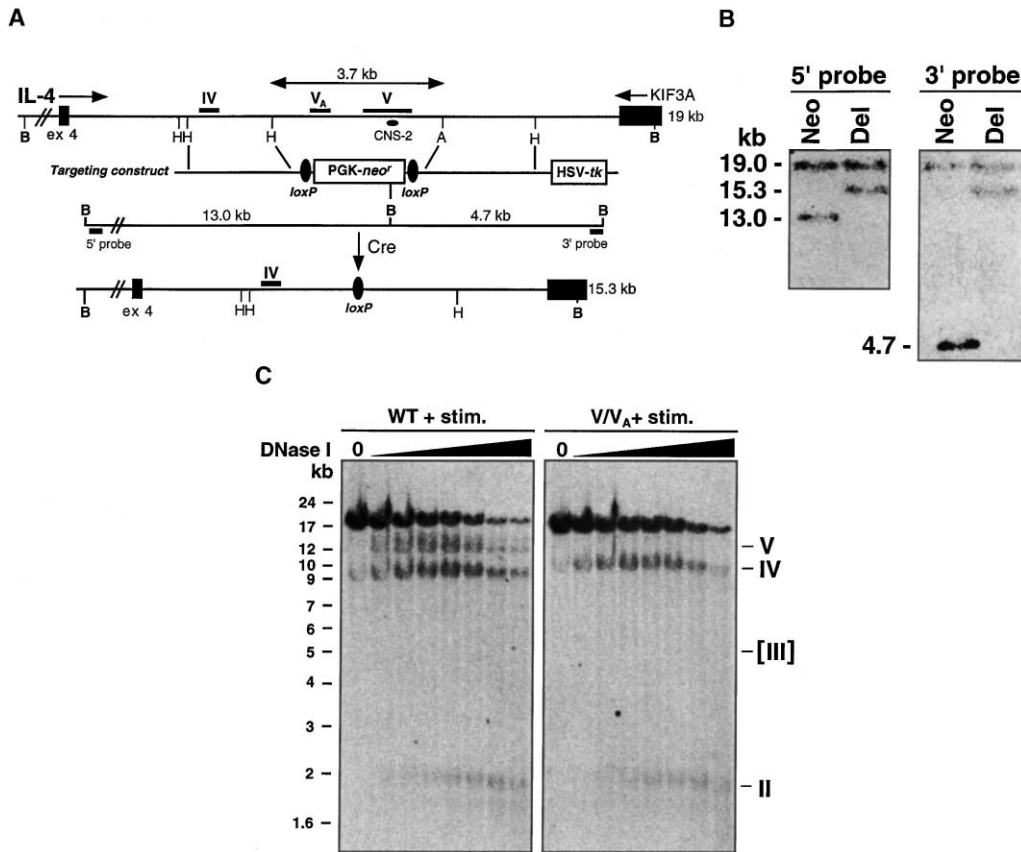 A
3.7 kb
IL-4
IV
V_A
V
KIF3A
B
ex 4
HH
H
CNS-2
A
H
19 kb
B
Targeting construct
loxP
PGK-neo^r
loxP
HSV-tk
B
13.0 kb
B
4.7 kb
B
5' probe
Cre
3' probe
IV
15.3 kb
B
ex 4
HH
loxP
H
B
B
5' probe
3' probe
Neo
Del
Neo
Del
kb
19.0 -
15.3 -
13.0 -
4.7 -
C
WT + stim.
V/V_A + stim.
DNase I
0
0
kb
24
17
12
10
9
7
6
5
4
3
2
1.6
V
IV
[III]
II